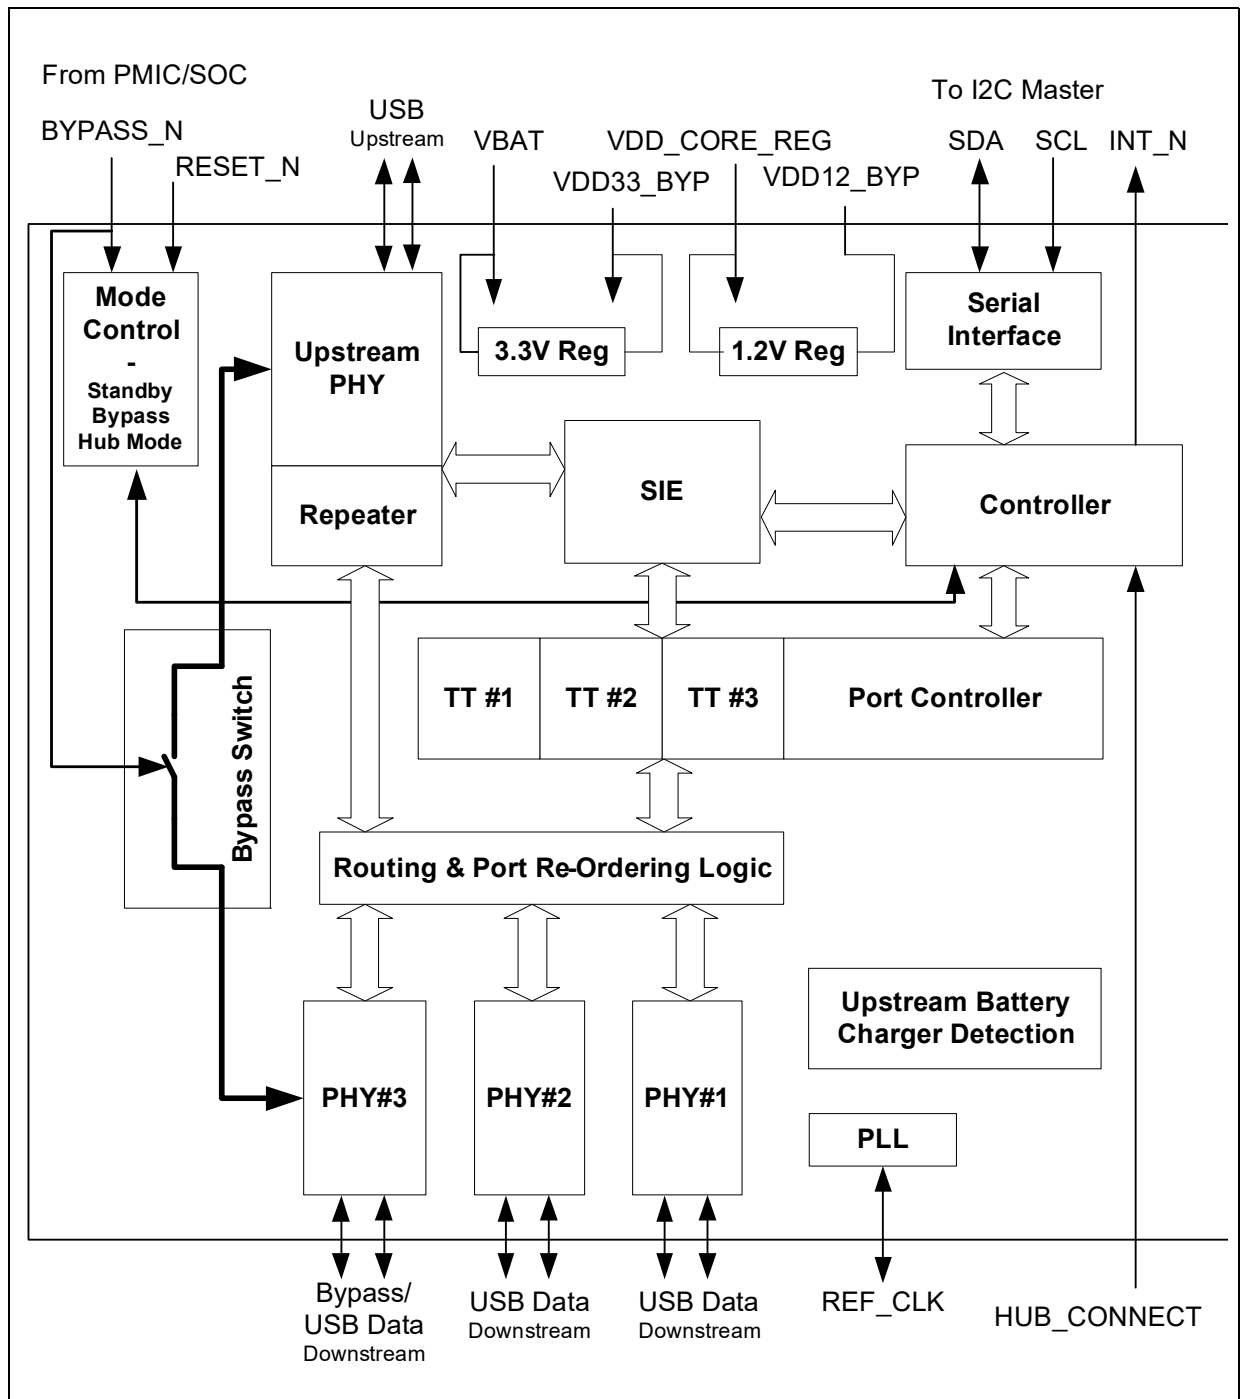 From PMIC/SOC
To I2C Master
USB
Upstream
BYPASS_N
RESET_N
VBAT
VDD_CORE_REG
VDD33_BYP
VDD12_BYP
SDA
SCL
INT_N
Mode
Control
-
Standby
Bypass
Hub Mode
Upstream
PHY
3.3V Reg
1.2V Reg
Serial
Interface
Repeater
SIE
Controller
Bypass Switch
TT #1
TT #2
TT #3
Port Controller
Routing & Port Re-Ordering Logic
PHY#3
PHY#2
PHY#1
Upstream Battery
Charger Detection
PLL
Bypass/
USB Data
Downstream
USB Data
Downstream
USB Data
Downstream
REF_CLK
HUB_CONNECT